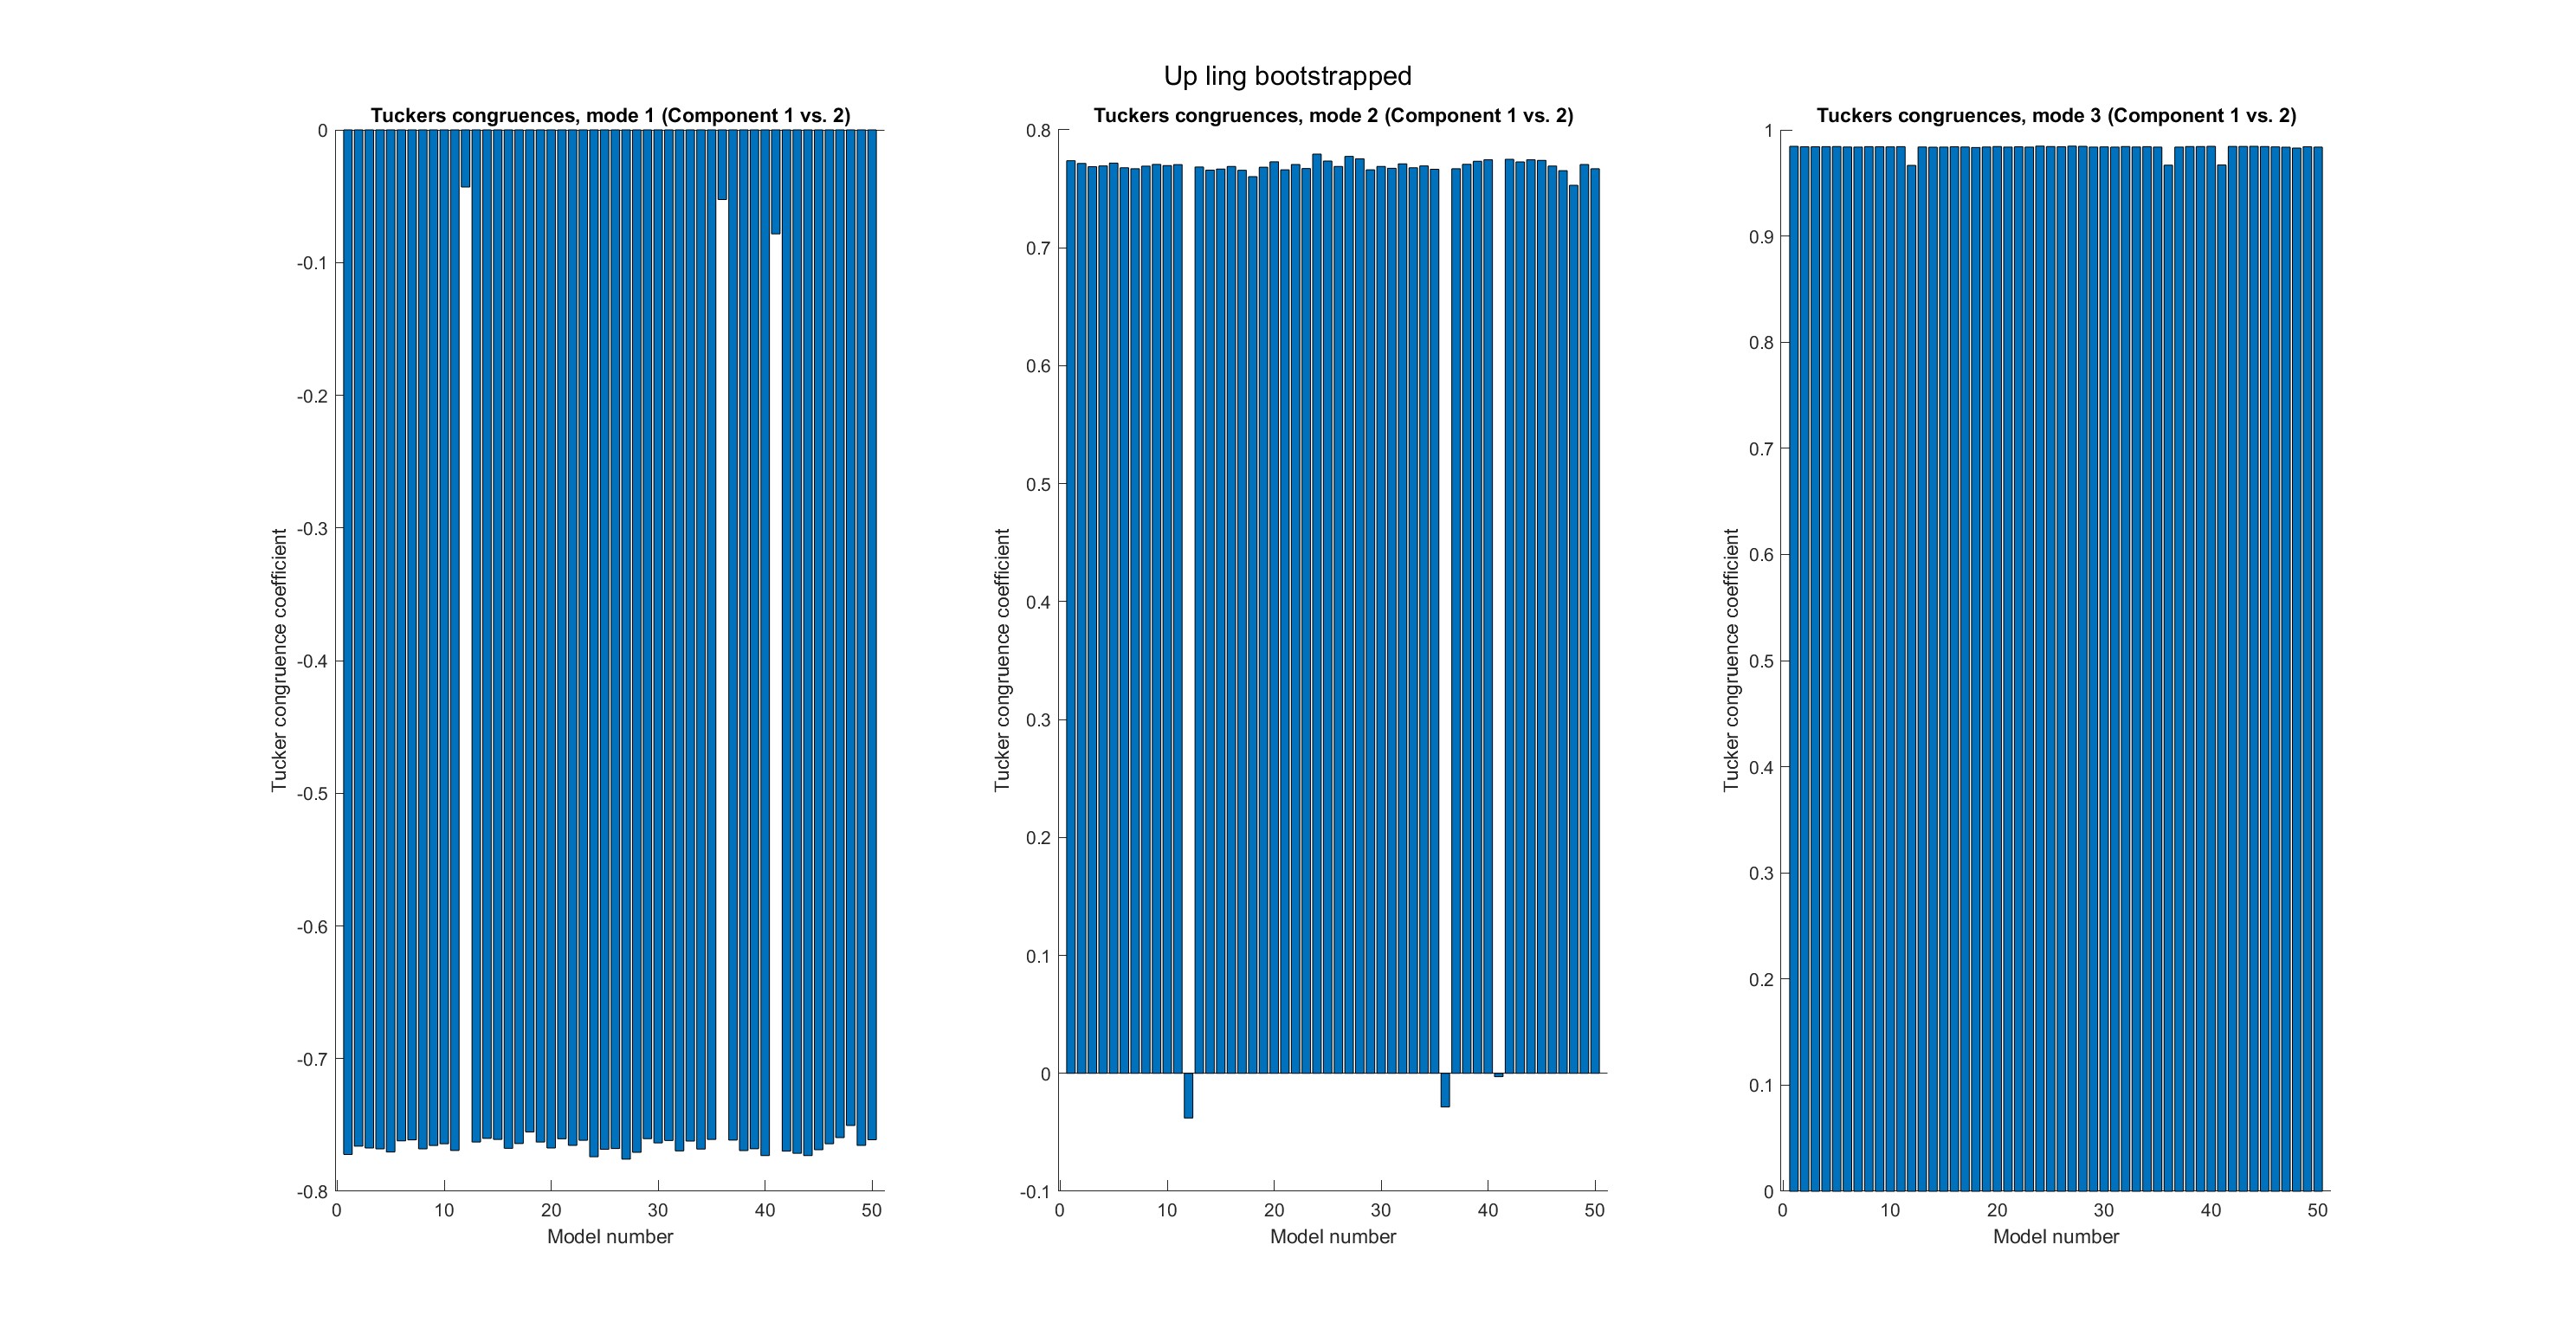 Up ling bootstrapped
Tuckers congruences, mode 1 (Component 1 vs. 2)
0
-0.1
-0.2
-0.3
-0.4
-0.5
-0.6
-0.7
-0.8
Tucker congruence coefficient
0 10 20 30 40 50
Model number
Tuckers congruences, mode 2 (Component 1 vs. 2)
0.8
0.7
0.6
0.5
0.4
0.3
0.2
0.1
0
-0.1
Tucker congruence coefficient
0 10 20 30 40 50
Model number
Tuckers congruences, mode 3 (Component 1 vs. 2)
1
0.9
0.8
0.7
0.6
0.5
0.4
0.3
0.2
0.1
0
Tucker congruence coefficient
0 10 20 30 40 50
Model number